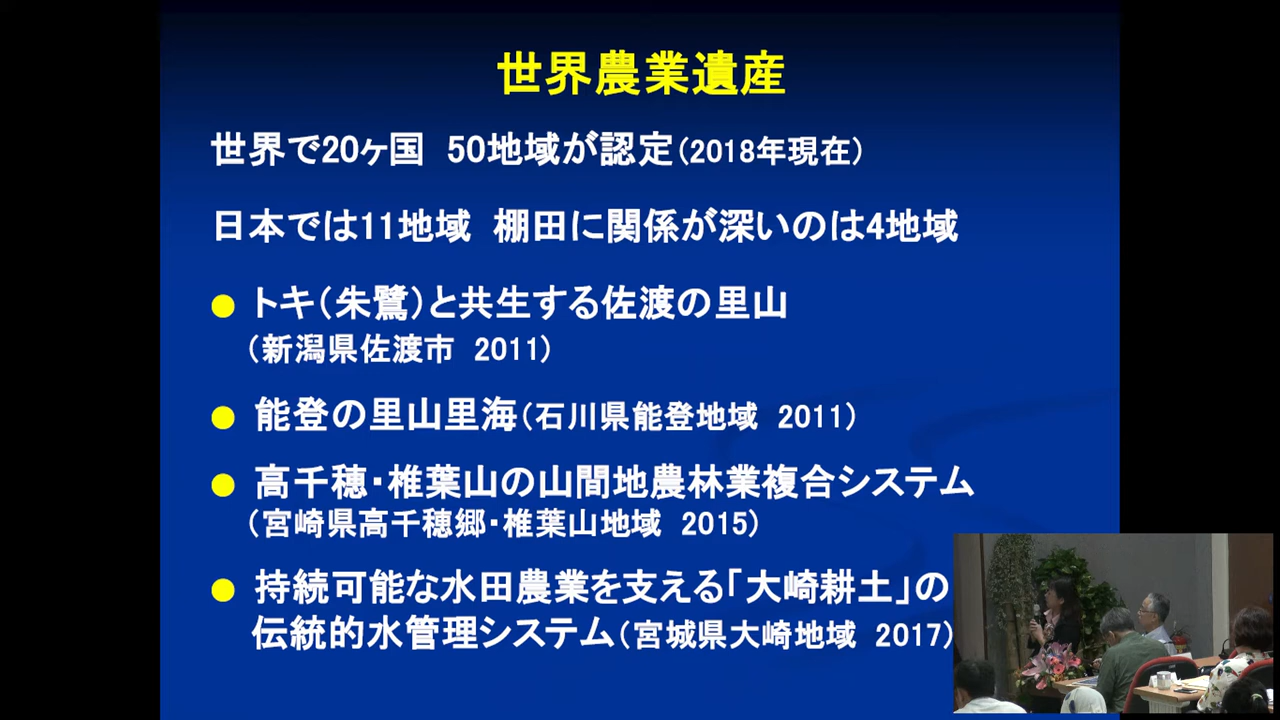 世界農業遺産
世界で20ヶ国 50地域が認定（2018年現在）
日本では11地域 棚田に関係が深いのは4地域
● トキ（朱鷺）と共生する佐渡の里山
（新潟県佐渡市 2011）
● 能登の里山里海（石川県能登地域 2011）
● 高千穂・椎葉山の山間地農林業複合システム
（宮崎県高千穂郷・椎葉山地域 2015）
● 持続可能な水田農業を支える「大崎耕土」の
伝統的水管理システム（宮城県大崎地域 2017）